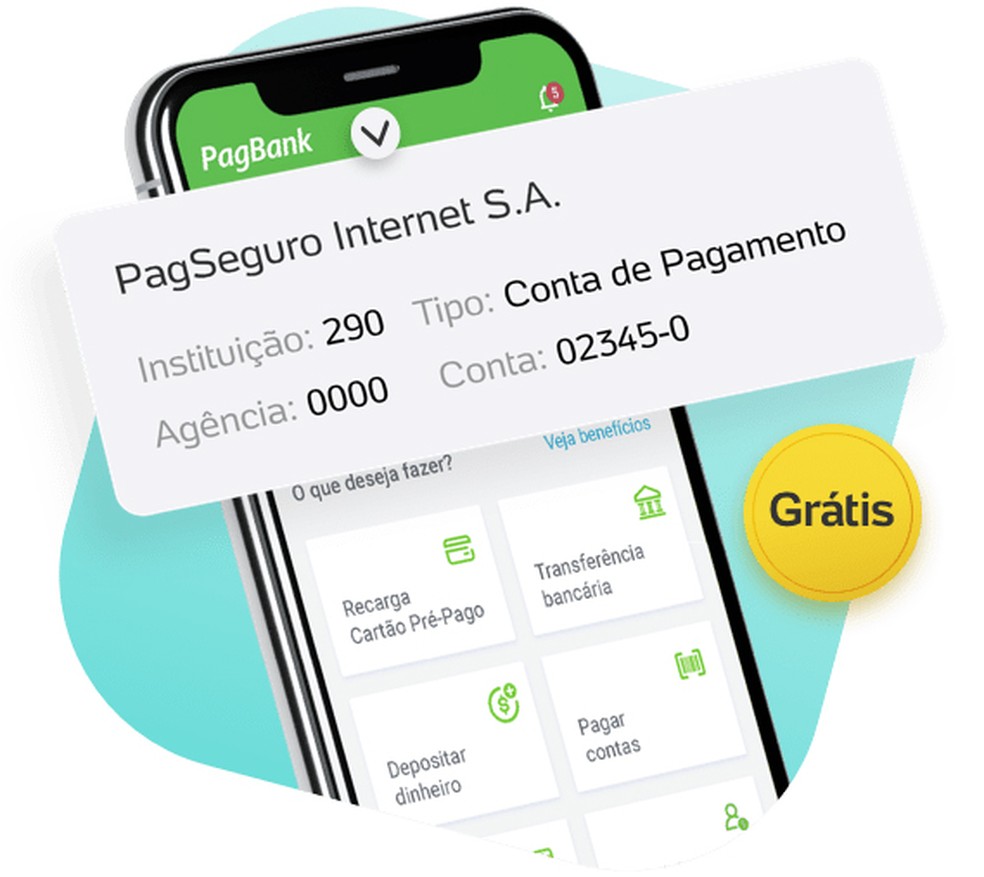 PagBank
5
PagSeguro Internet S.A.
Instituição: 290 Tipo: Conta de Pagamento
Agência: 0000 Conta: 02345-0
Veja benefícios
O que deseja fazer?
Grátis
Recarga
Cartão Pré-Pago
Transferência
bancária
Depositar
dinheiro
Pagar
contas